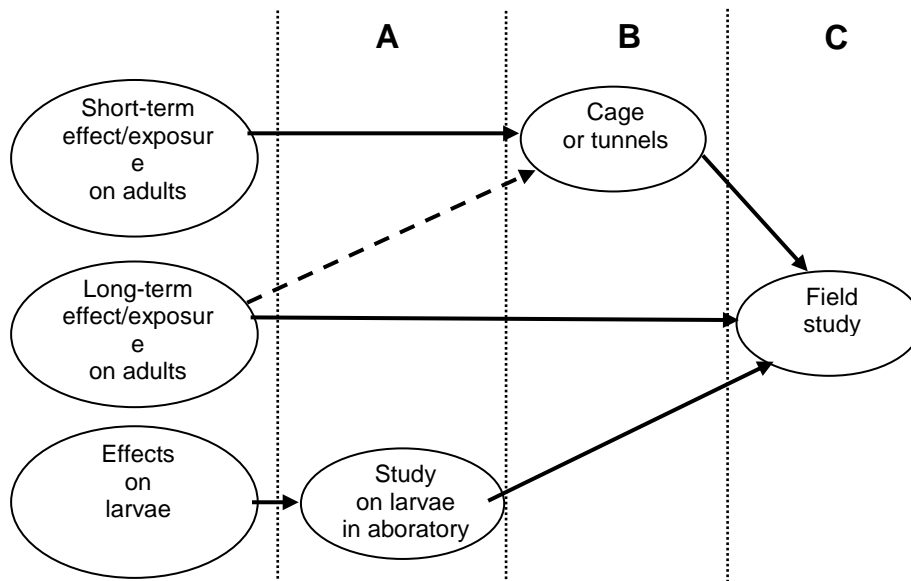 A
B
C
Short-term
effect/exposur
e
on adults
Cage
or tunnels
Long-term
effect/exposur
e
on adults
Field
study
Effects
on
larvae
Study
on larvae
in aboratory